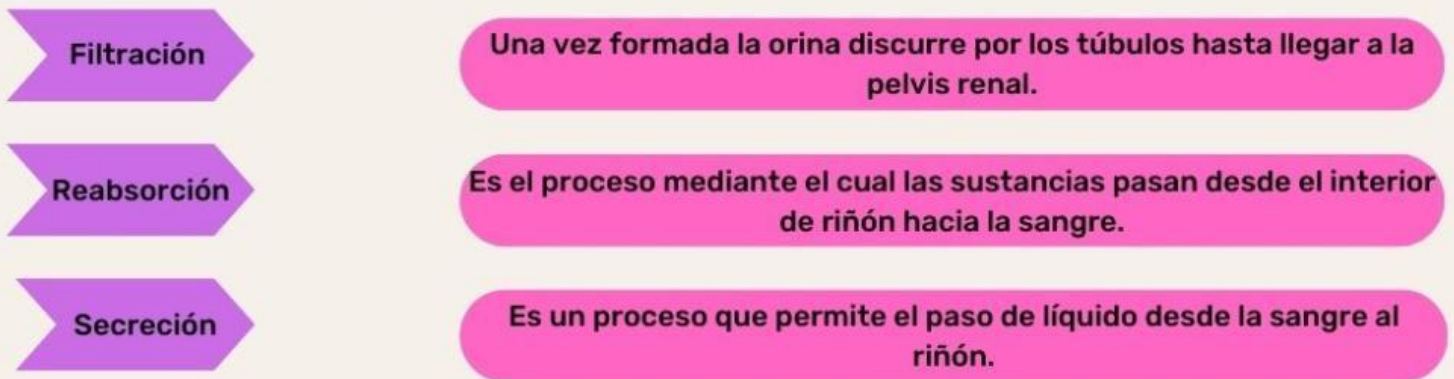 Filtración
Una vez formada la orina discurre por los túbulos hasta llegar a la
pelvis renal.
Reabsorción
Es el proceso mediante el cual las sustancias pasan desde el interior
de riñón hacia la sangre.
Secreción
Es un proceso que permite el paso de líquido desde la sangre al
riñón.